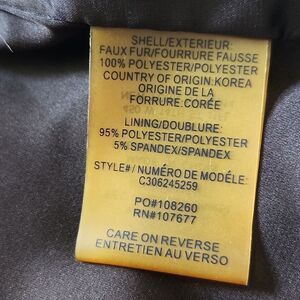 SHELL/EXTERIEUR:
FAUX FUR/FOURRURE FAUSSE
100% POLYESTER/POLYESTER
COUNTRY OF ORIGIN:KOREA
ORIGINE DE LA
FORRURE:CORÉE
LINING/DOUBLURE:
95% POLYESTER/POLYESTER
5% SPANDEX/SPANDEX
STYLE#/ NUMÉRO DE MODÉLE:
C306245259
PO#108260
RN#107677
CARE ON REVERSE
ENTRETIEN AU VERSO